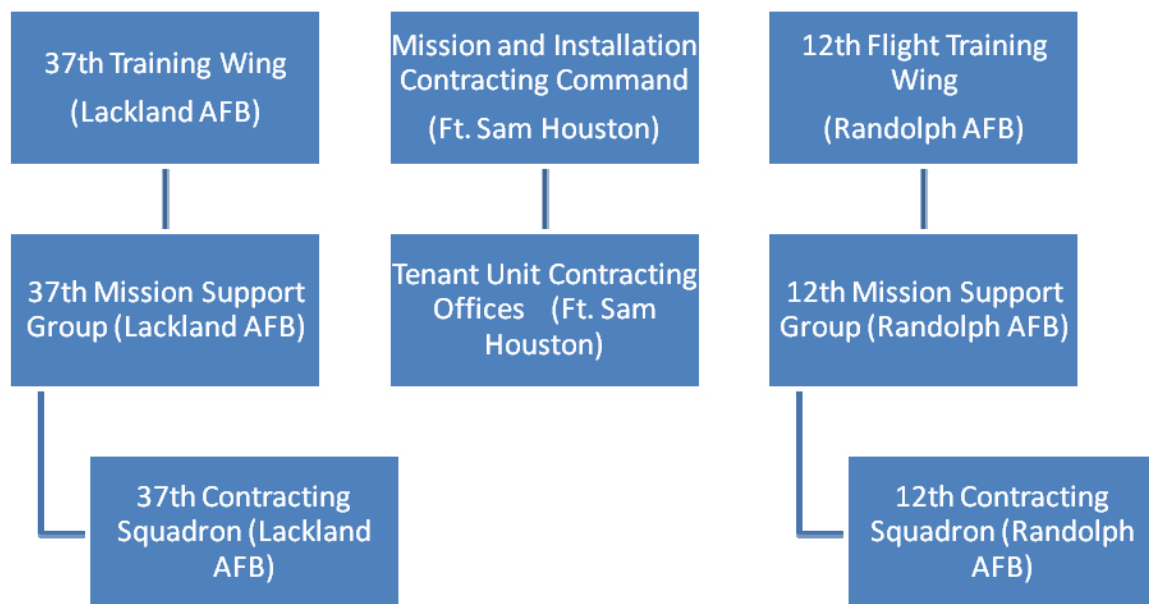 37th Training Wing
(Lackland AFB)
Mission and Installation
Contracting Command
(Ft. Sam Houston)
12th Flight Training
Wing
(Randolph AFB)
37th Mission Support
Group (Lackland AFB)
Tenant Unit Contracting
Offices (Ft. Sam
Houston)
12th Mission Support
Group (Randolph AFB)
37th Contracting
Squadron (Lackland
AFB)
12th Contracting
Squadron (Randolph
AFB)